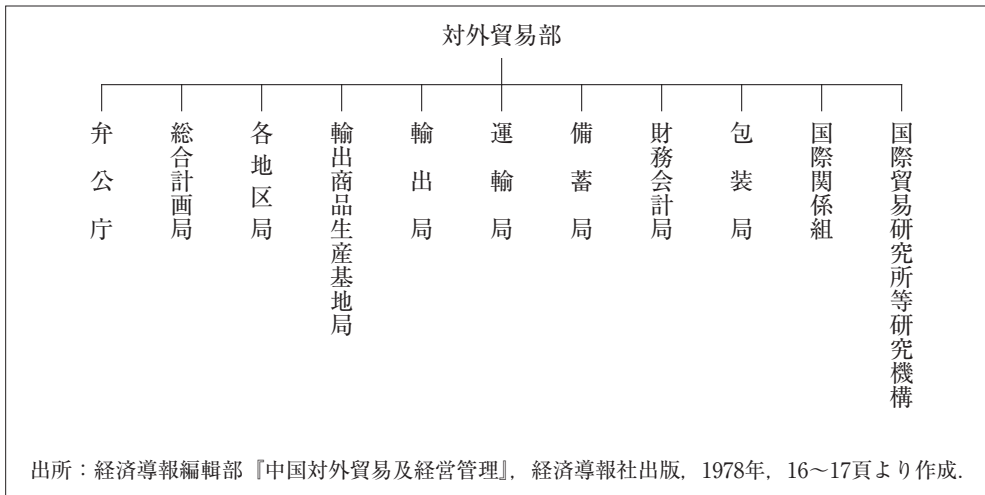 対外貿易部
弁公庁
総合計画局
各地区局
輸出商品生産基地局
輸出局
運輸局
備蓄局
財務会計局
包装局
国際関係組
国際貿易研究所等研究機構
出所：経済導報編輯部『中国対外貿易及経営管理』，経済導報社出版，1978年，16～17頁より作成．